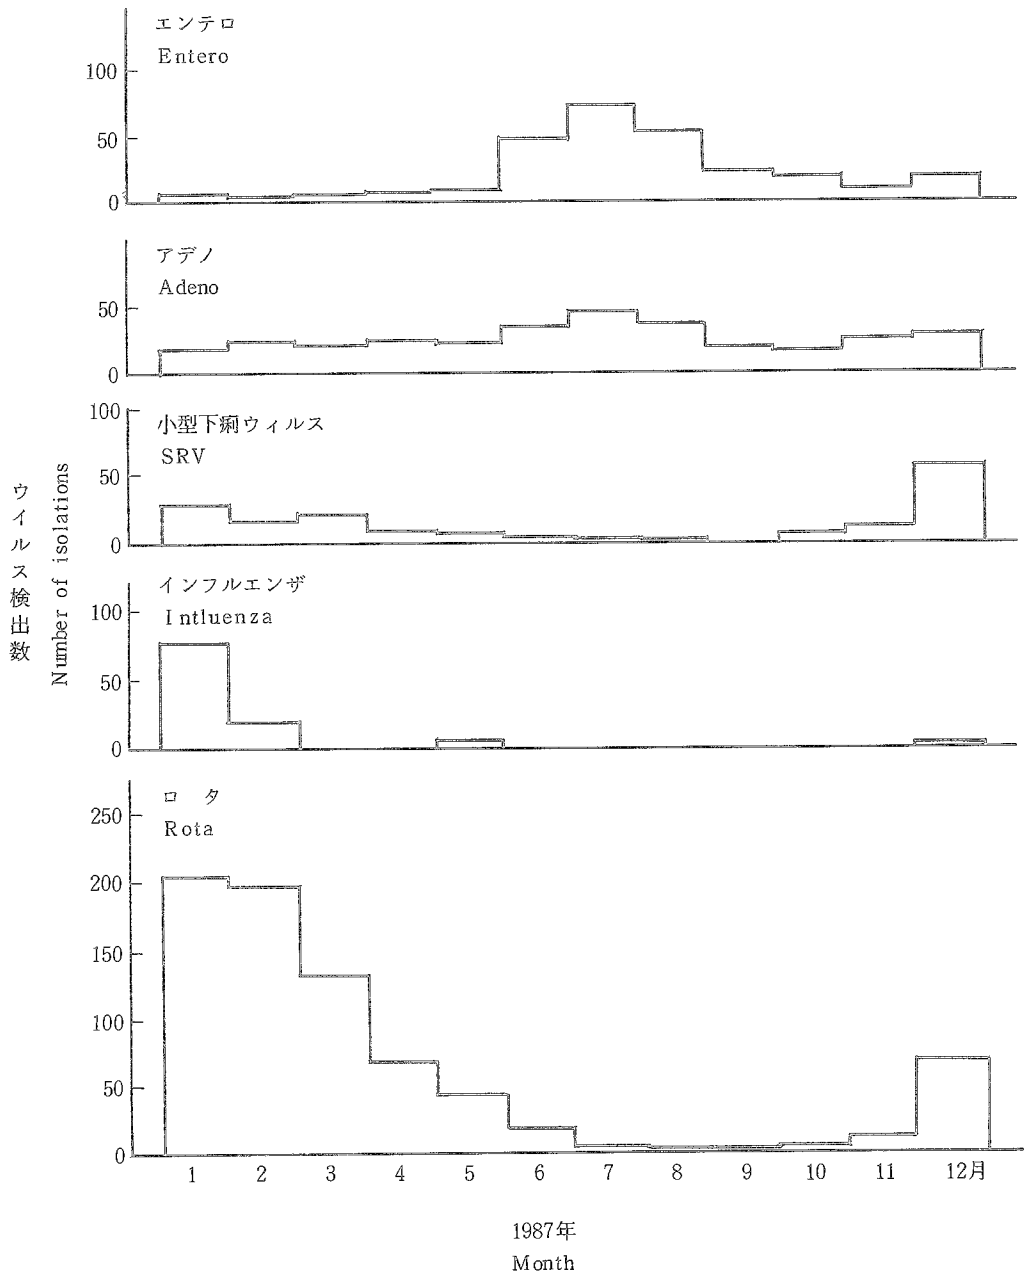 エンテロ
Entero
100
50
0
アデノ
Adeno
50
0
小型下痢ウィルス
SRV
100
50
0
インフルエンザ
Intluenza
100
50
0
ロタ
Rota
250
200
150
100
50
0
1 2 3 4 5 6 7 8 9 10 11 12月
1987年
Month
ウイルス検出数
Number of isolations